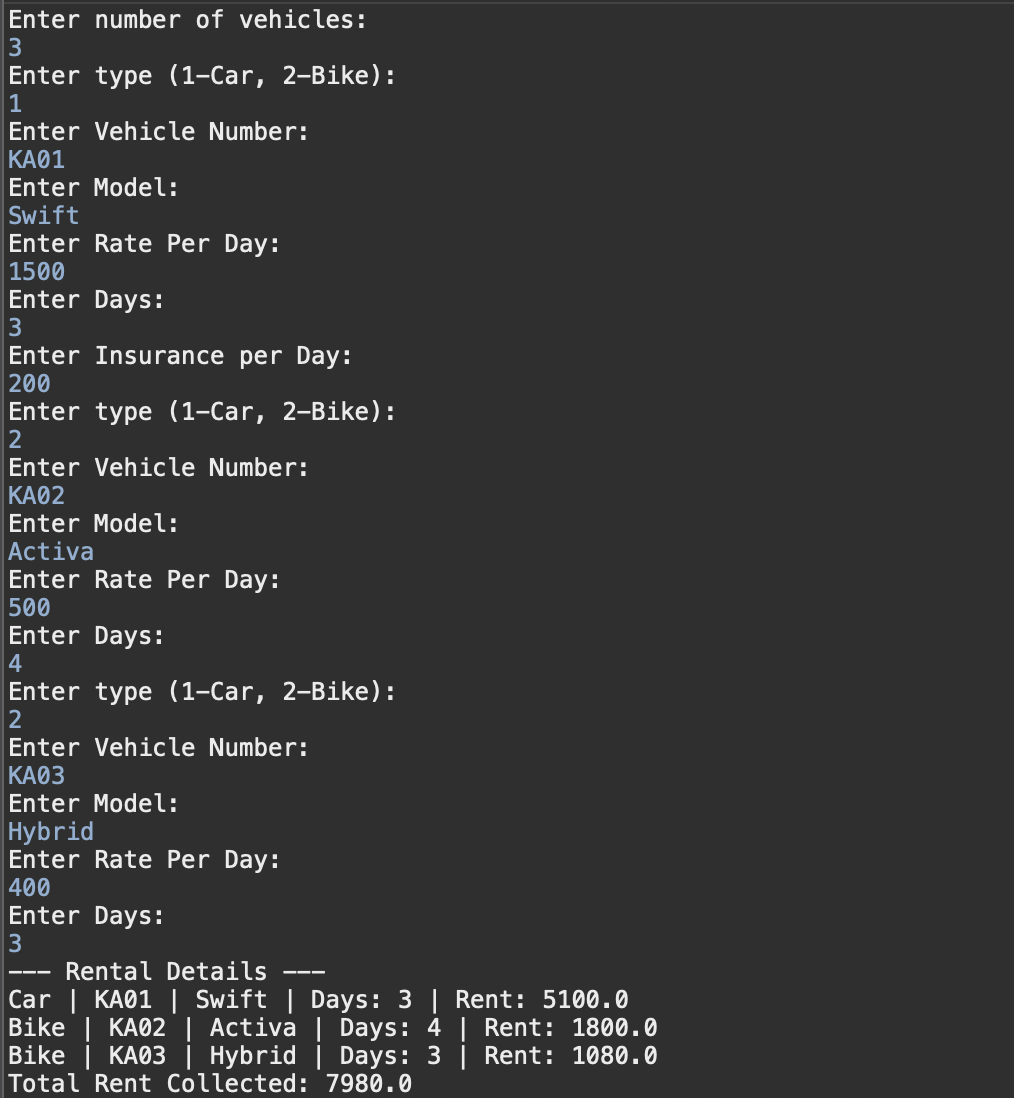 Enter number of vehicles:
3
Enter type (1-Car, 2-Bike):
1
Enter Vehicle Number:
KA01
Enter Model:
Swift
Enter Rate Per Day:
1500
Enter Days:
3
Enter Insurance per Day:
200
Enter type (1-Car, 2-Bike):
2
Enter Vehicle Number:
KA02
Enter Model:
Activa
Enter Rate Per Day:
500
Enter Days:
4
Enter type (1-Car, 2-Bike):
2
Enter Vehicle Number:
KA03
Enter Model:
Hybrid
Enter Rate Per Day:
400
Enter Days:
3
--- Rental Details ---
Car | KA01 | Swift | Days: 3 | Rent: 5100.0
Bike | KA02 | Activa | Days: 4 | Rent: 1800.0
Bike | KA03 | Hybrid | Days: 3 | Rent: 1080.0
Total Rent Collected: 7980.0